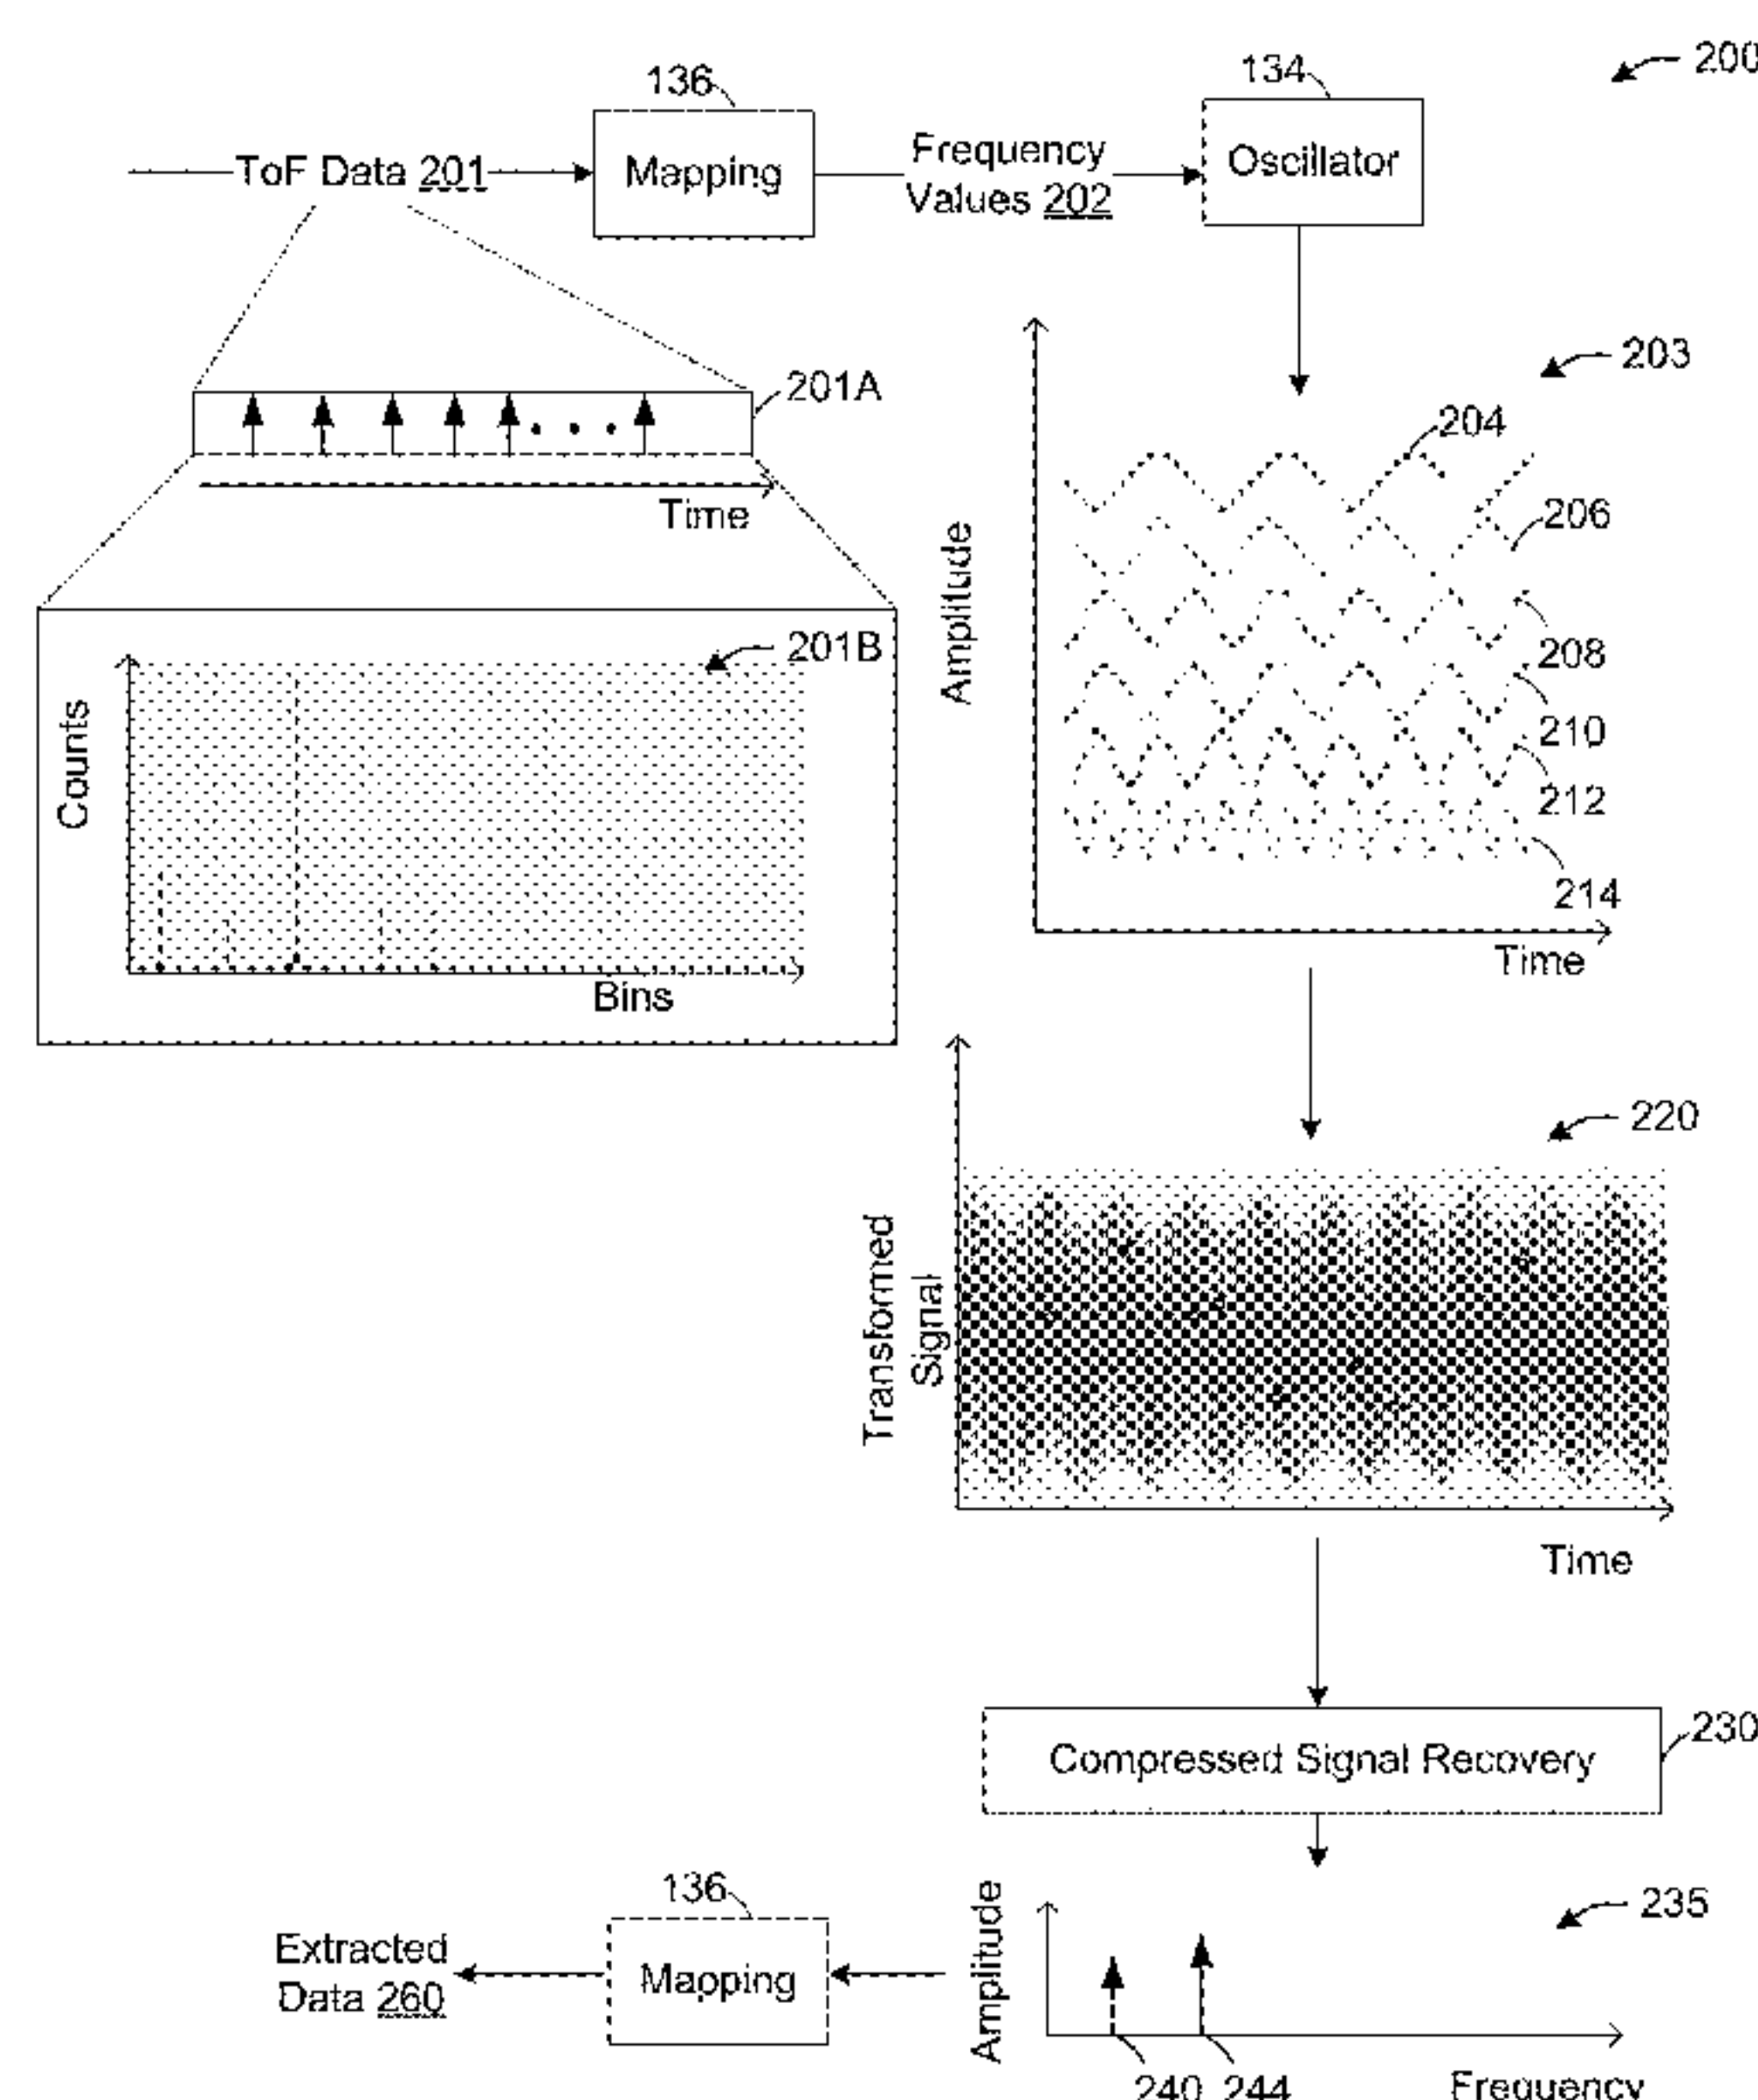 200
136
134
ToF Data 201
Mapping
Frequency
Values 202
Oscillator
203
201A
204
Time
206
Amplitude
208
201B
210
Counts
212
214
Time
Bins
220
Transformed
Signal
Time
230
Compressed Signal Recovery
136
235
Amplitude
Extracted
Data 260
Mapping
240 244
Frequency